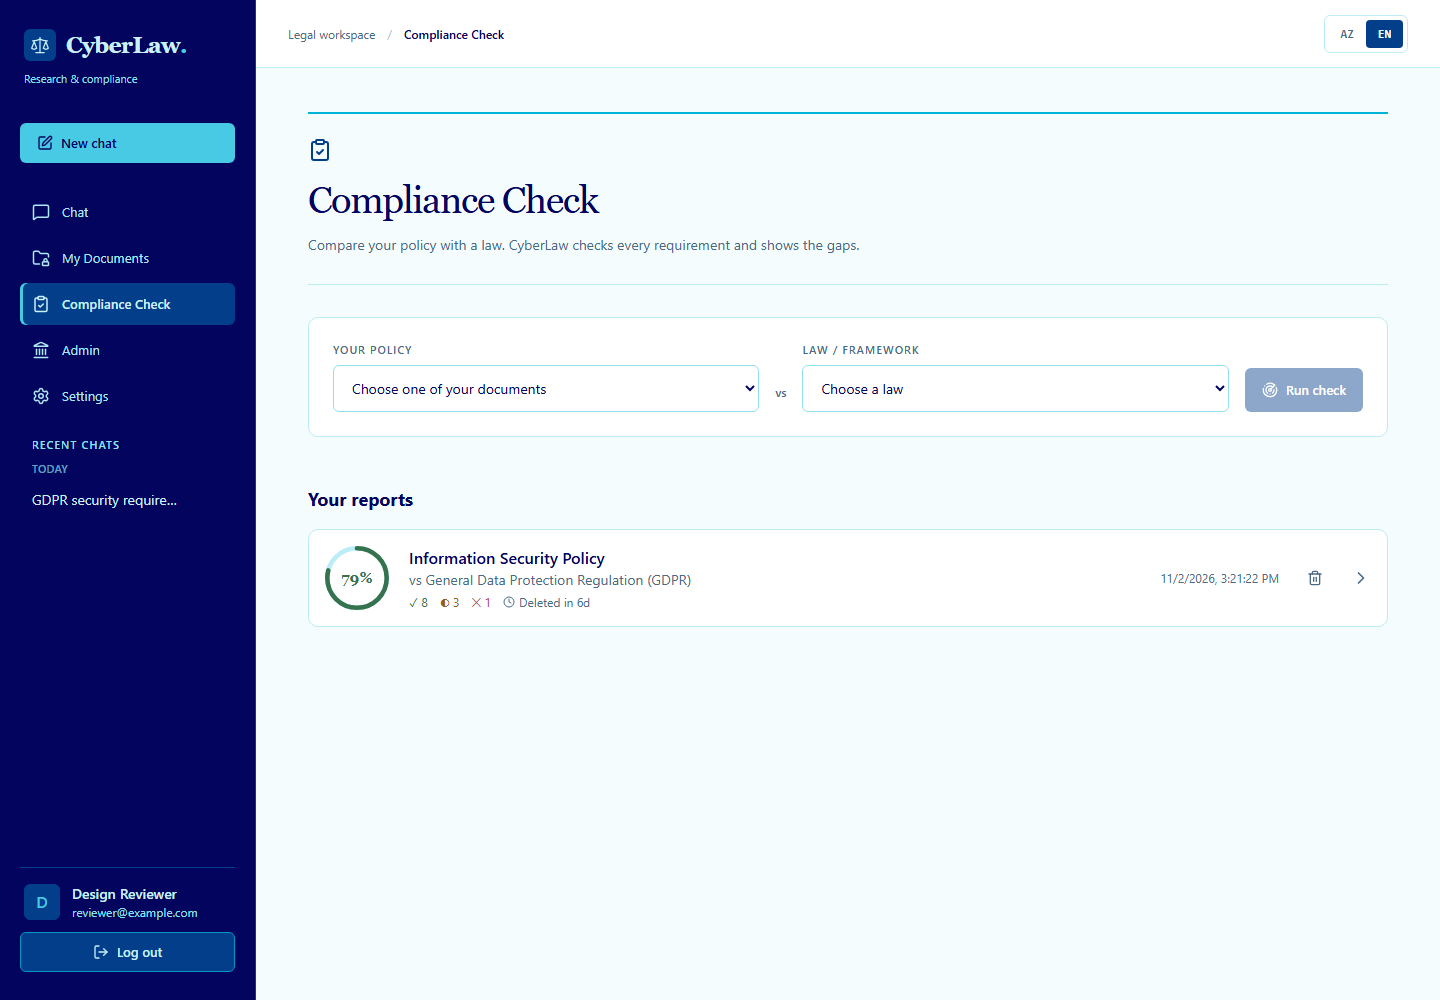 CyberLaw.
Research & compliance
New chat
Chat
My Documents
Compliance Check
Admin
Settings
RECENT CHATS
TODAY
GDPR security require...
Design Reviewer
D
reviewer@example.com
Log out
Legal workspace / Compliance Check
AZ EN
Compliance Check
Compare your policy with a law. CyberLaw checks every requirement and shows the gaps.
YOUR POLICY
Choose one of your documents
vs
LAW / FRAMEWORK
Choose a law
Run check
Your reports
79%
Information Security Policy
vs General Data Protection Regulation (GDPR)
✓ 8 ◐ 3 ✕ 1 Deleted in 6d
11/2/2026, 3:21:22 PM